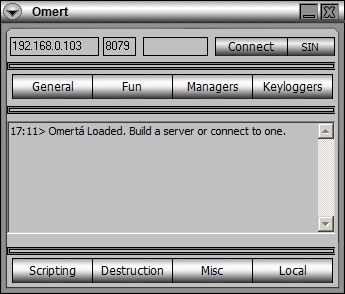 Omert
192.168.0.103 8079 Connect SIN
General Fun Managers Keyloggers
17:11> Omertá Loaded. Build a server or connect to one.
Scripting Destruction Misc Local